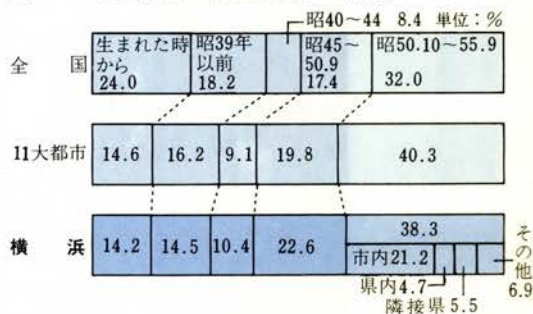 昭40～44 8.4 単位：%
生まれた時から 24.0
昭39年以前 18.2
昭45～50.9 17.4
昭50.10～55.9 32.0
全国
11大都市 14.6 16.2 9.1 19.8 40.3
横浜 14.2 14.5 10.4 22.6 38.3
市内21.2
県内4.7
隣接県5.5
その他6.9